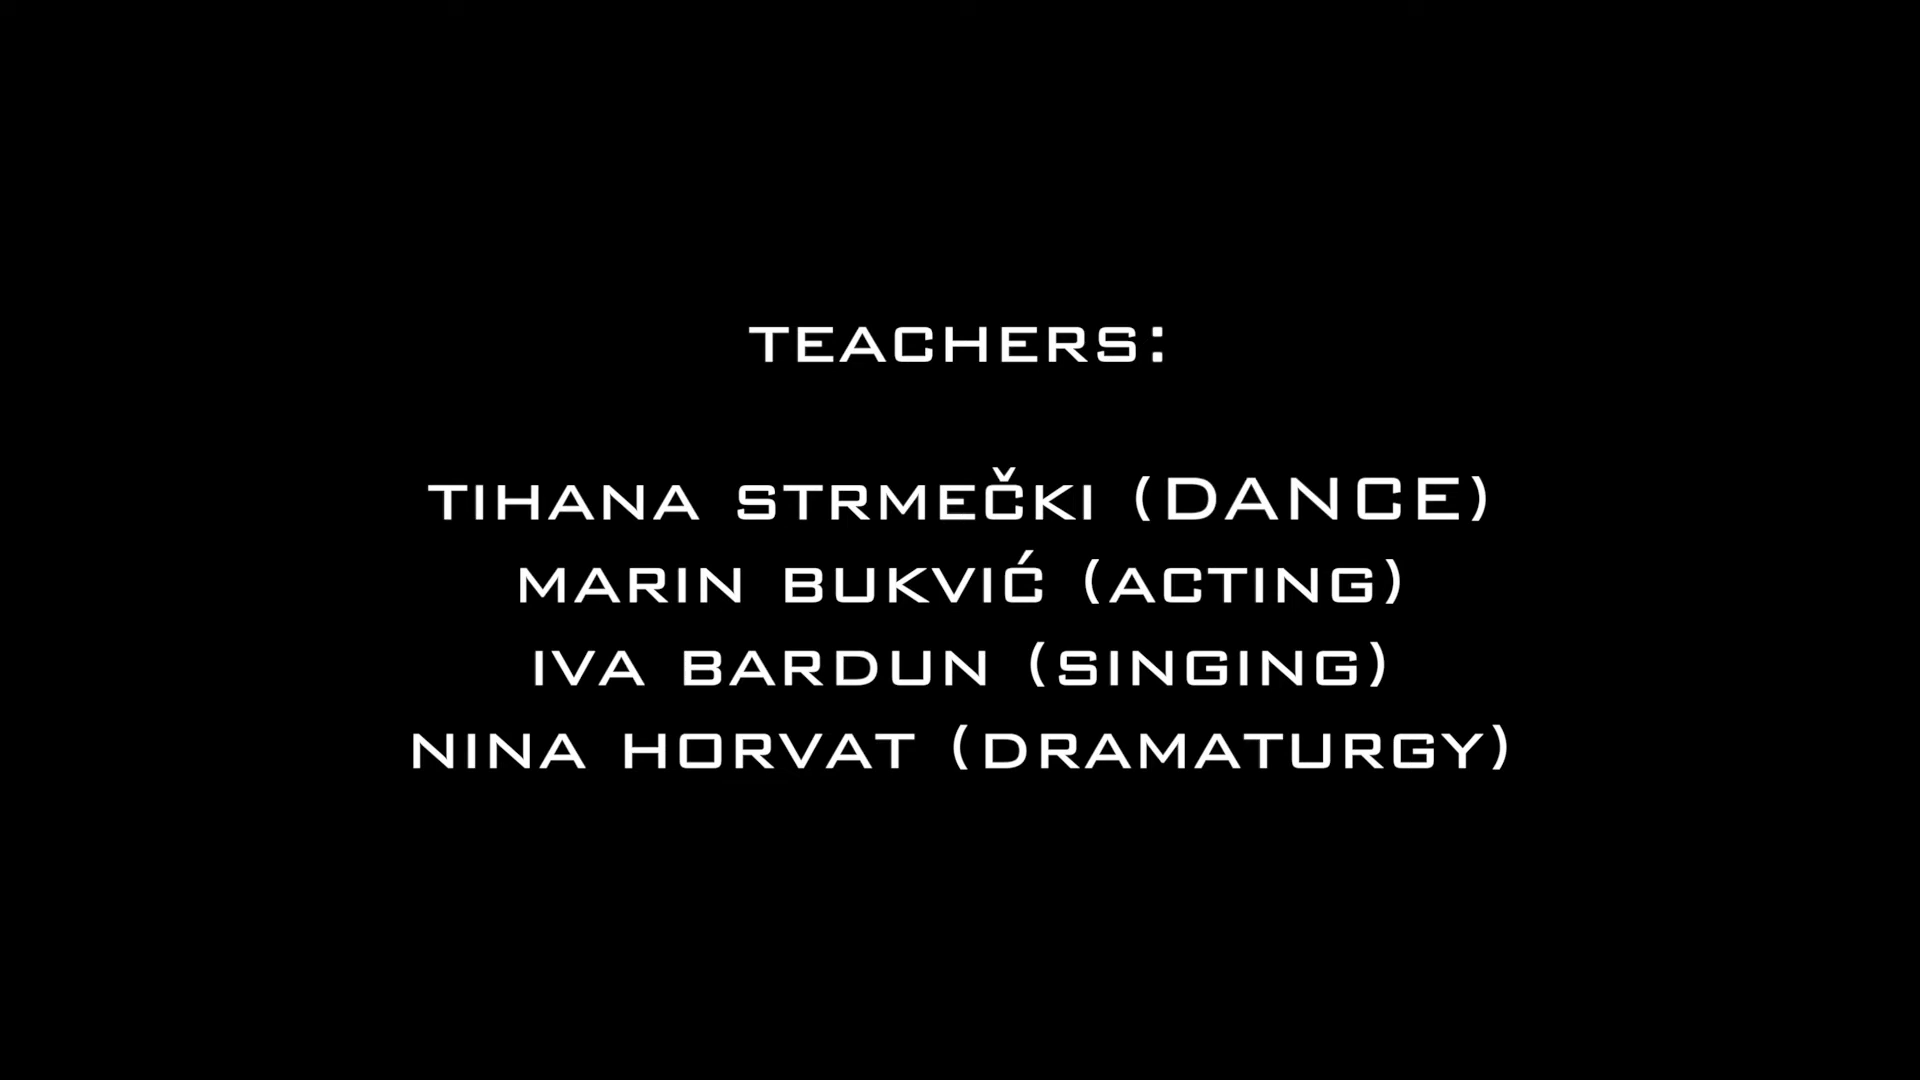 TEACHERS:
TIHANA STRMEČKI (DANCE)
MARIN BUKVIĆ (ACTING)
IVA BARDUN (SINGING)
NINA HORVAT (DRAMATURGY)